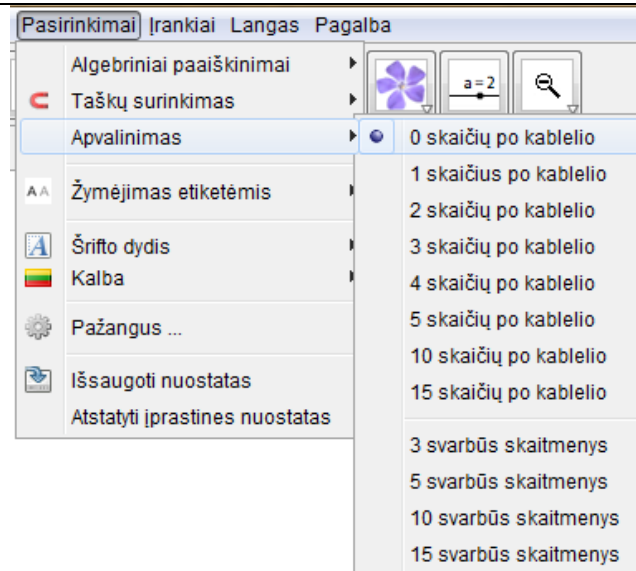 Pasirinkimai Įrankiai Langas Pagalba
Algebriniai paaiškinimai
Taškų surinkimas
Apvalinimas
Žymėjimas etiketėmis
Šrifto dydis
Kalba
Pažangus ...
Išsaugoti nuostatas
Atstatyti įprastines nuostatas
a=2
0 skaičių po kablelio
1 skaičius po kablelio
2 skaičių po kablelio
3 skaičių po kablelio
4 skaičių po kablelio
5 skaičių po kablelio
10 skaičių po kablelio
15 skaičių po kablelio
3 svarbūs skaitmenys
5 svarbūs skaitmenys
10 svarbūs skaitmenys
15 svarbūs skaitmenys
AA
A